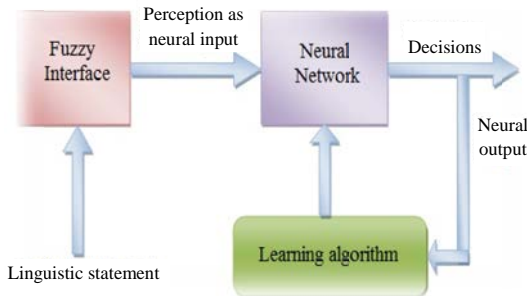 Perception as
neural input
Fuzzy
Interface
Neural
Network
Decisions
Neural
output
Learning algorithm
Linguistic statement